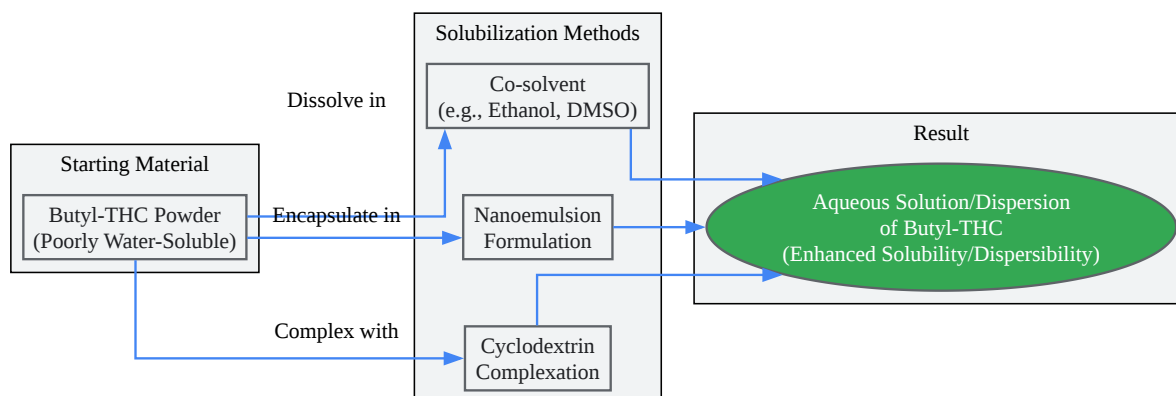 Solubilization Methods
Co-solvent
(e.g., Ethanol, DMSO)
Dissolve in
Starting Material
Butyl-THC Powder
(Poorly Water-Soluble)
Encapsulate in
Nanoemulsion
Formulation
Complex with
Cyclodextrin
Complexation
Result
Aqueous Solution/Dispersion
of Butyl-THC
(Enhanced Solubility/Dispersibility)